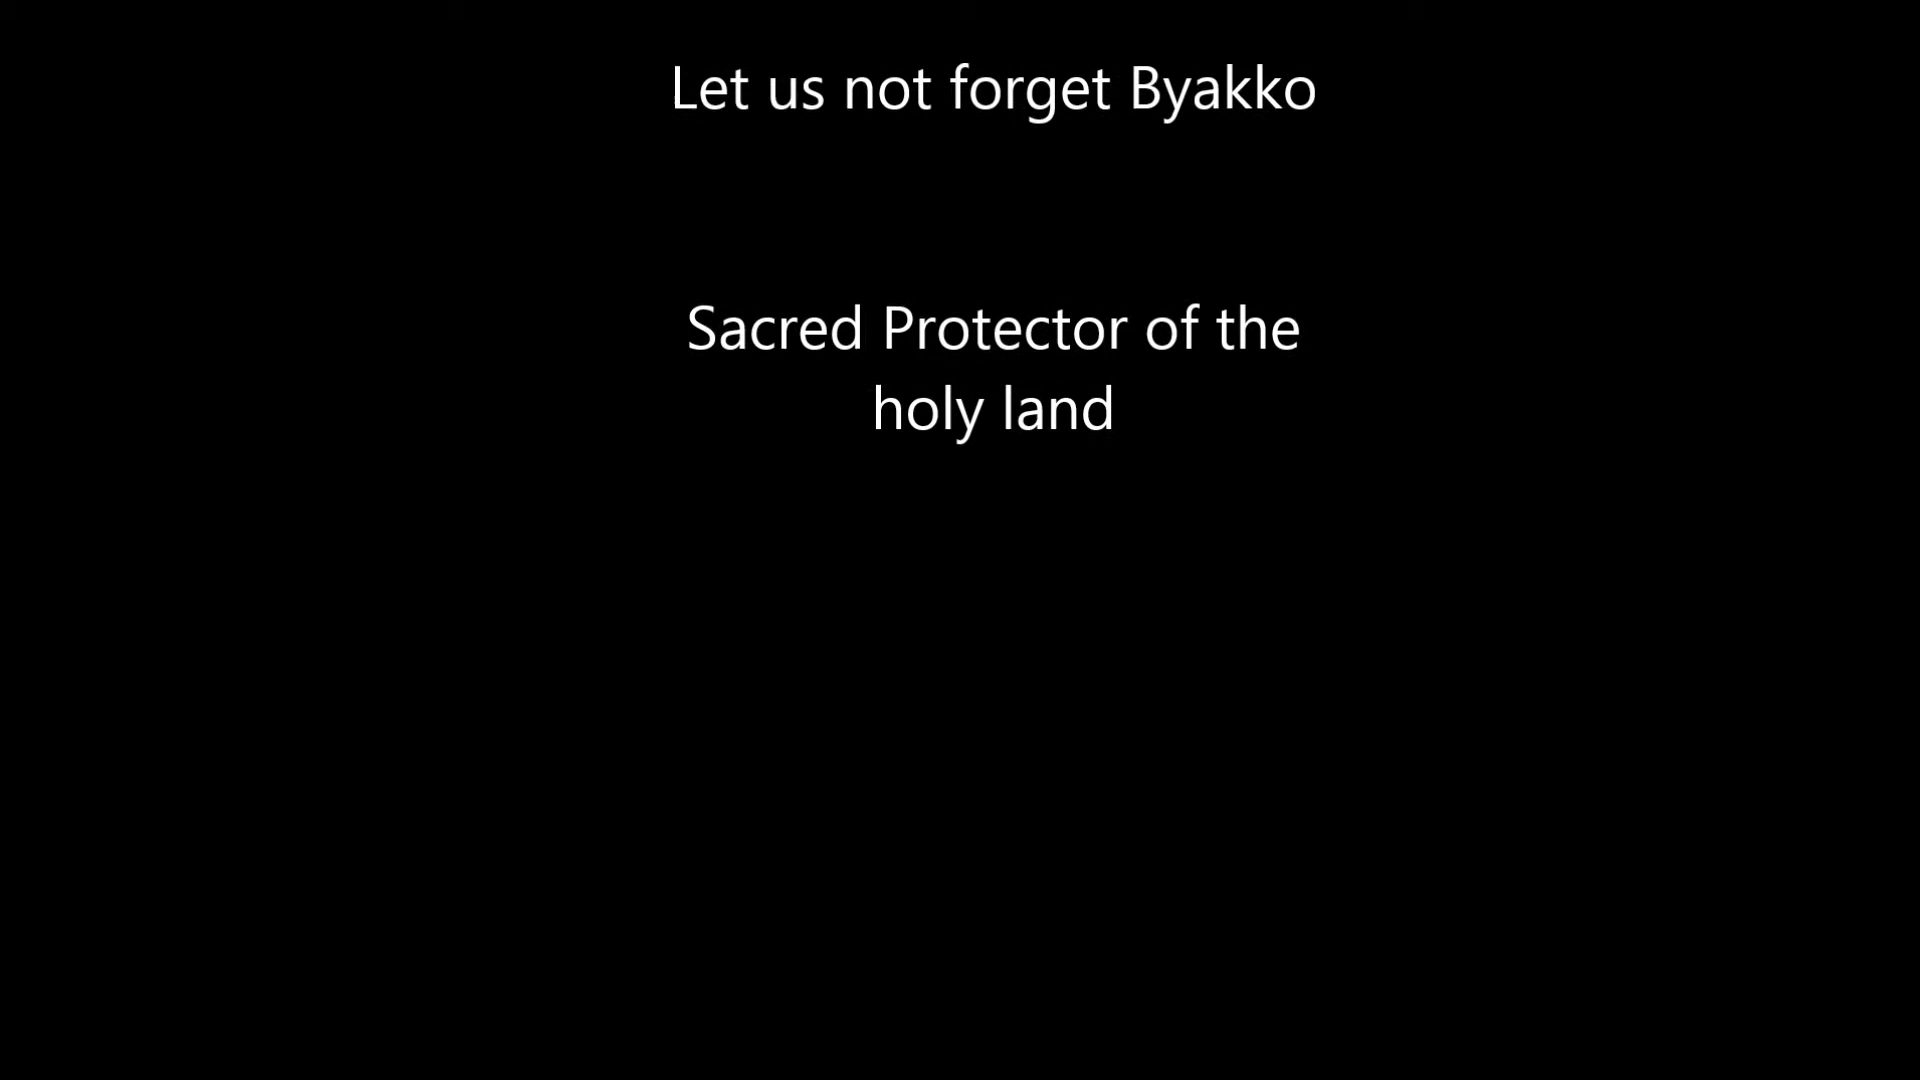 Let us not forget Byakko
Sacred Protector of the
holy land